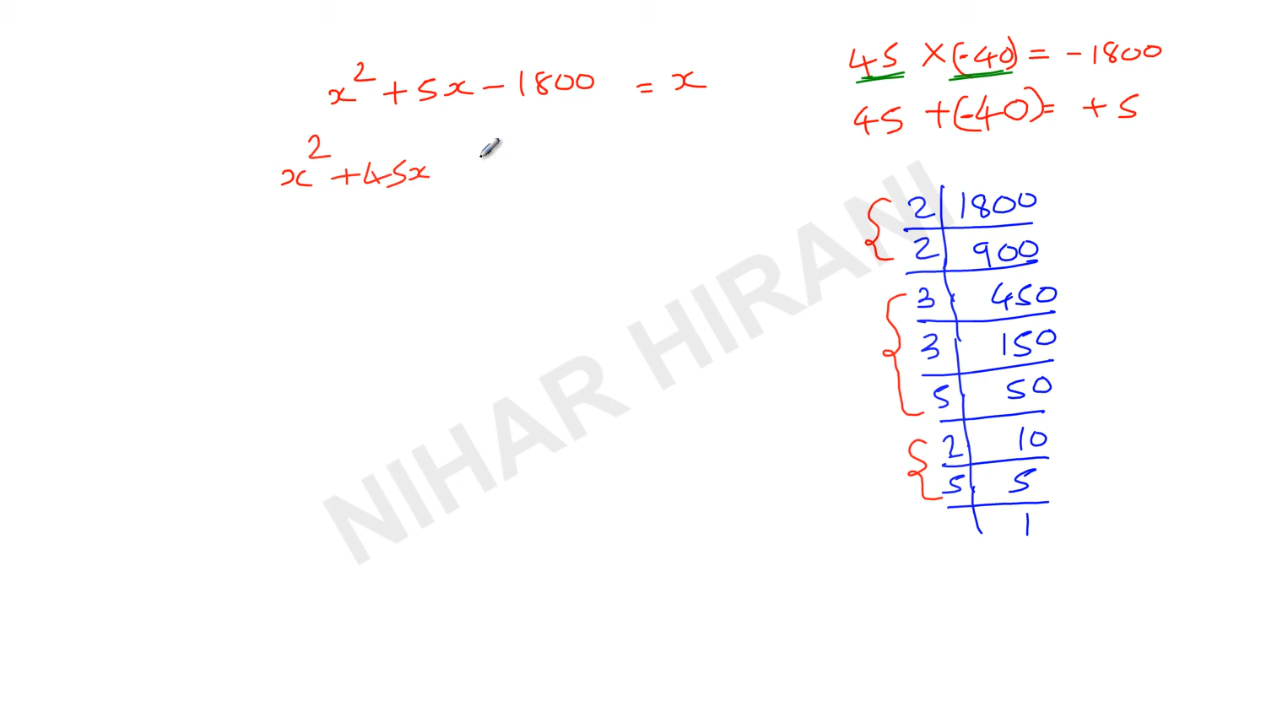 x² + 5x - 1800 = x
x² + 45x
45 × (-40) = -1800
45 + (-40) = +5
2 | 1800
2 | 900
3 | 450
3 | 150
5 | 50
2 | 10
5 | 5
| 1
NIHAR HIRANI